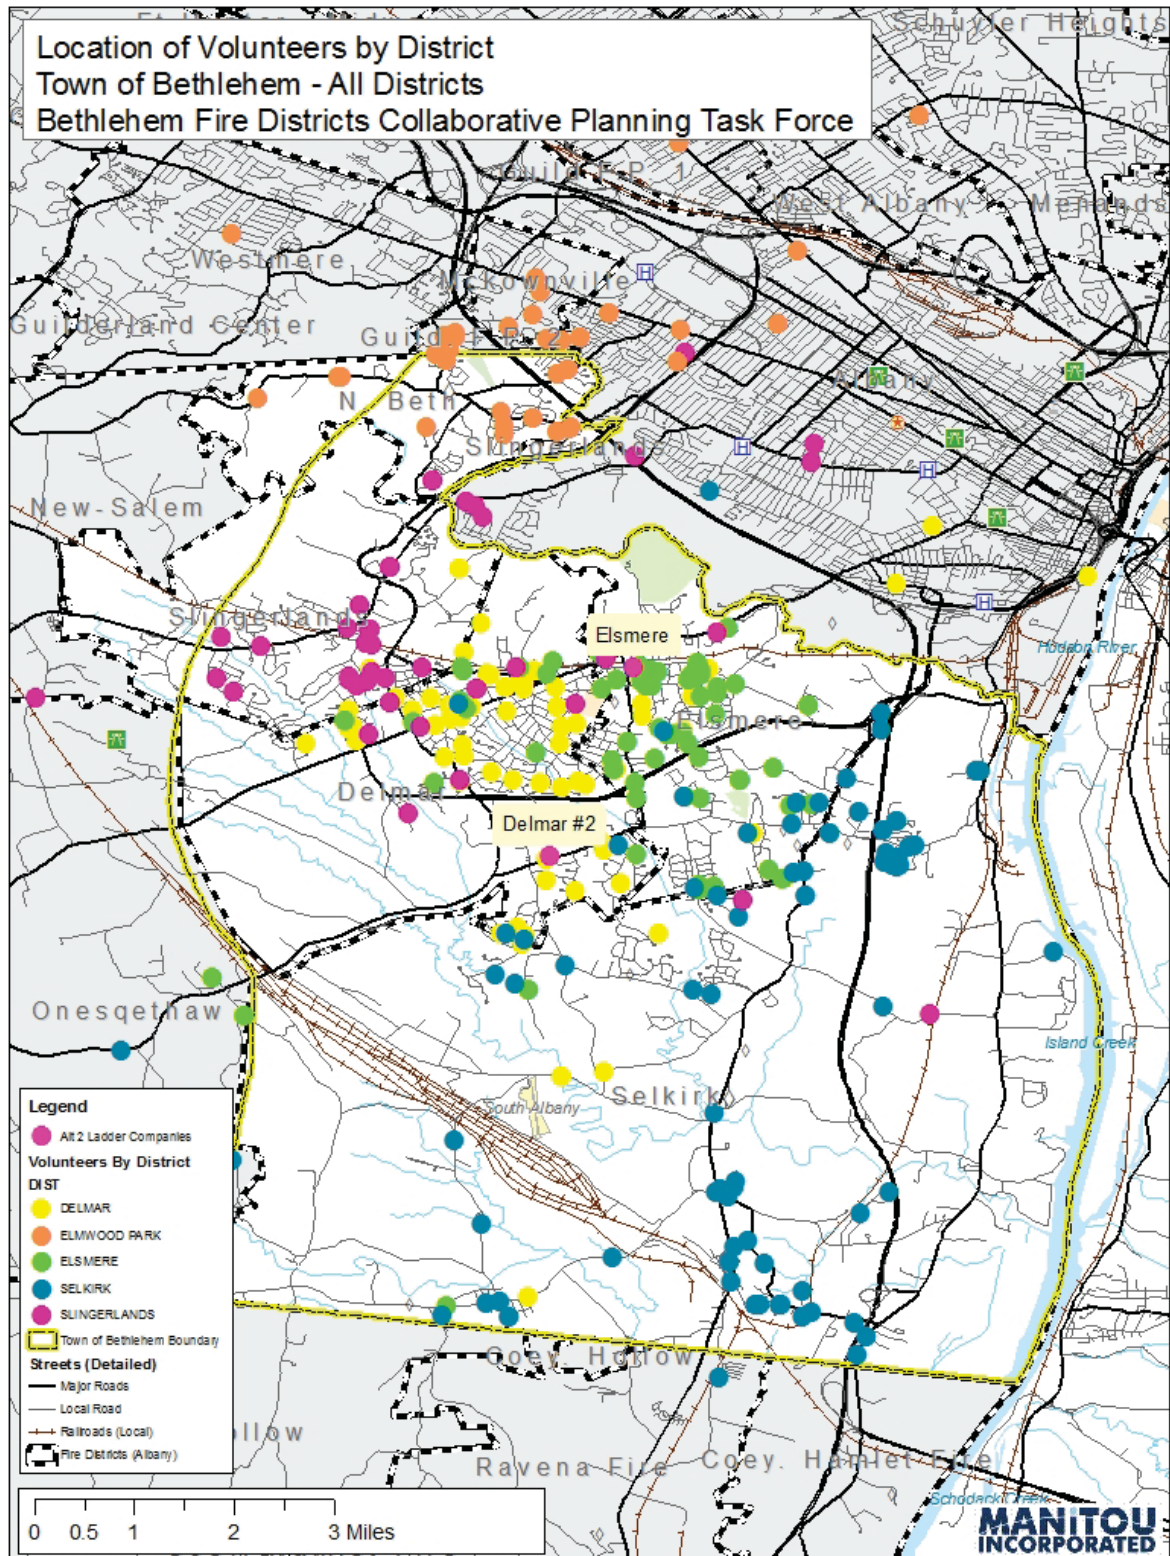 Schuyler Heights
Location of Volunteers by District
Town of Bethlehem - All Districts
Bethlehem Fire Districts Collaborative Planning Task Force
Guild F.P. 1
West Albany
Menands
Westmere
Mckownville
H
Guilderland Center
Guild F.P. 2
Albany
N. Beth
Slingerlands
H
H
New-Salem
H
Slingerlands
Elsmere
Hudson River
Elsmere
Delmar
Delmar #2
Onesqethaw
Island Creek
Selkirk
South Albany
Legend
Alt 2 Ladder Companies
Volunteers By District
DIST
DELMAR
ELMWOOD PARK
ELSMERE
SELKIRK
SLINGERLANDS
Town of Bethlehem Boundary
Streets (Detailed)
Major Roads
Local Road
Railroads (Local)
Fire Districts (Albany)
Coey. Hollow
ollow
Ravena Fire
Coey. Hamlet Fire
Schodack Creek
0 0.5 1 2 3 Miles
MANITOU
INCORPORATED